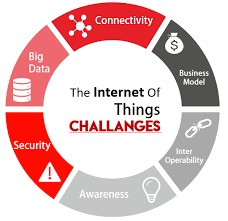 Connectivity
Big
Data
$
Business
Model
The Internet Of
Things
CHALLANGES
Security
Inter
Operability
Awareness